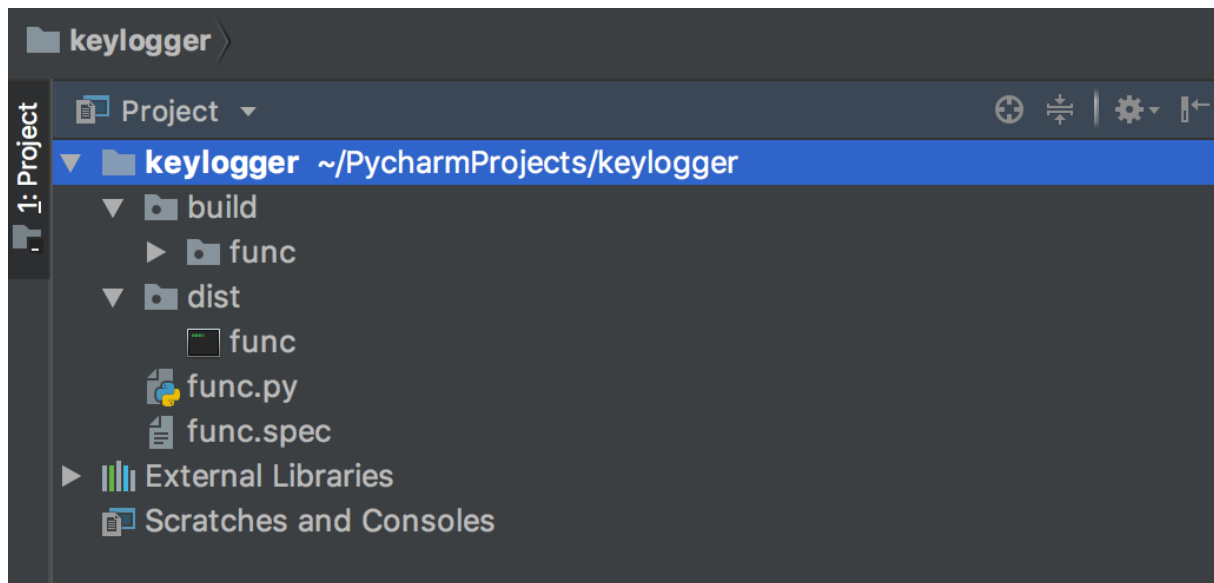 keylogger
1: Project
Project
keylogger ~/PycharmProjects/keylogger
build
func
dist
func
func.py
func.spec
External Libraries
Scratches and Consoles